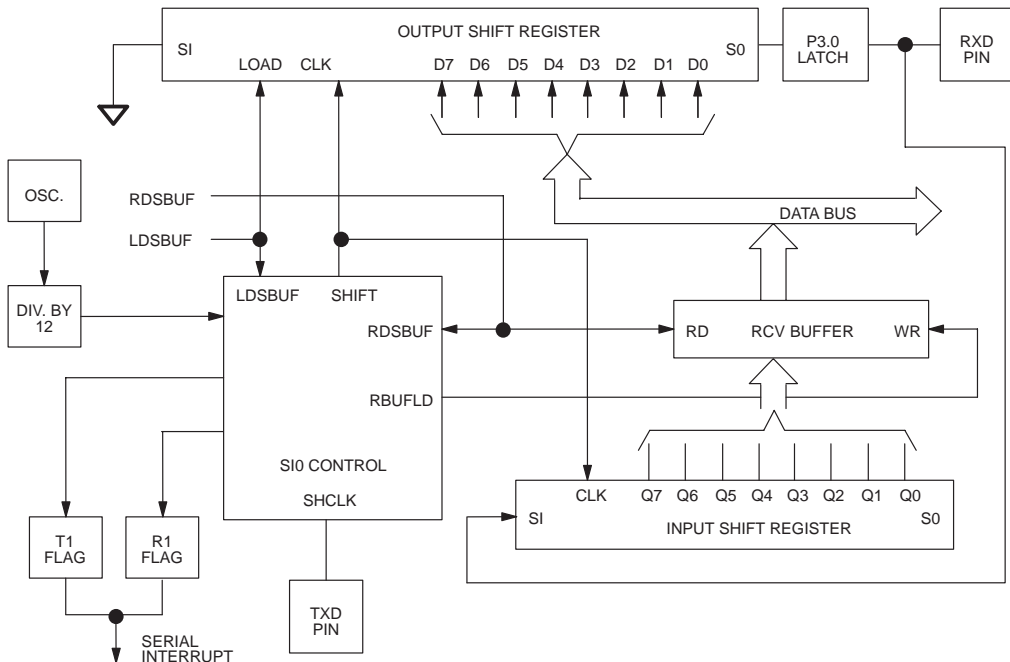 OUTPUT SHIFT REGISTER
SI
S0
LOAD CLK D7 D6 D5 D4 D3 D2 D1 D0
P3.0
LATCH
RXD
PIN
OSC.
RDSBUF
LDSBUF
DATA BUS
DIV. BY
12
LDSBUF SHIFT
RDSBUF
RD RCV BUFFER WR
RBUFLD
SI0 CONTROL
SHCLK
CLK Q7 Q6 Q5 Q4 Q3 Q2 Q1 Q0
SI
S0
INPUT SHIFT REGISTER
T1
FLAG
R1
FLAG
TXD
PIN
SERIAL
INTERRUPT